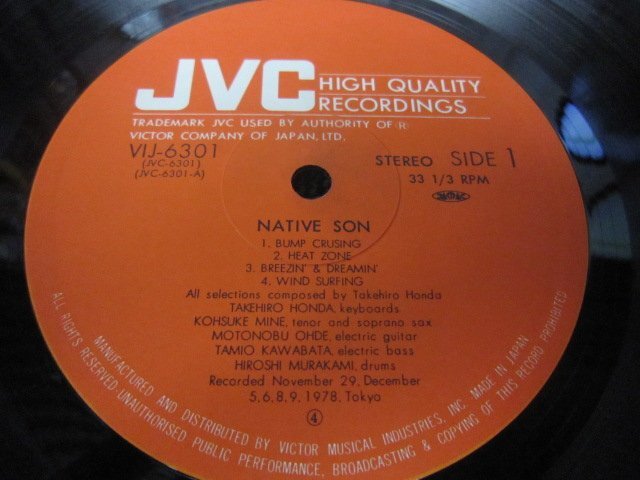 JVC HIGH QUALITY RECORDINGS
TRADEMARK JVC USED BY AUTHORITY OF (R)
VICTOR COMPANY OF JAPAN, LTD.
VIJ-6301
(JVC-6301)
(JVC-6301-A)
STEREO SIDE 1
33 1/3 RPM
NATIVE SON
1. BUMP CRUSING
2. HEAT ZONE
3. BREEZIN' & DREAMIN'
4. WIND SURFING
All selections composed by Takehiro Honda
TAKEHIRO HONDA, keyboards
KOHSUKE MINE, tenor and soprano sax
MOTONOBU OHDE, electric guitar
TAMIO KAWABATA, electric bass
HIROSHI MURAKAMI, drums
Recorded November 29, December
5,6,8,9, 1978, Tokyo
4
MANUFACTURED AND DISTRIBUTED BY VICTOR MUSICAL INDUSTRIES, INC. MADE IN JAPAN
ALL RIGHTS RESERVED·UNAUTHORISED PUBLIC PERFORMANCE, BROADCASTING & COPYING OF THIS RECORD PROHIBITED